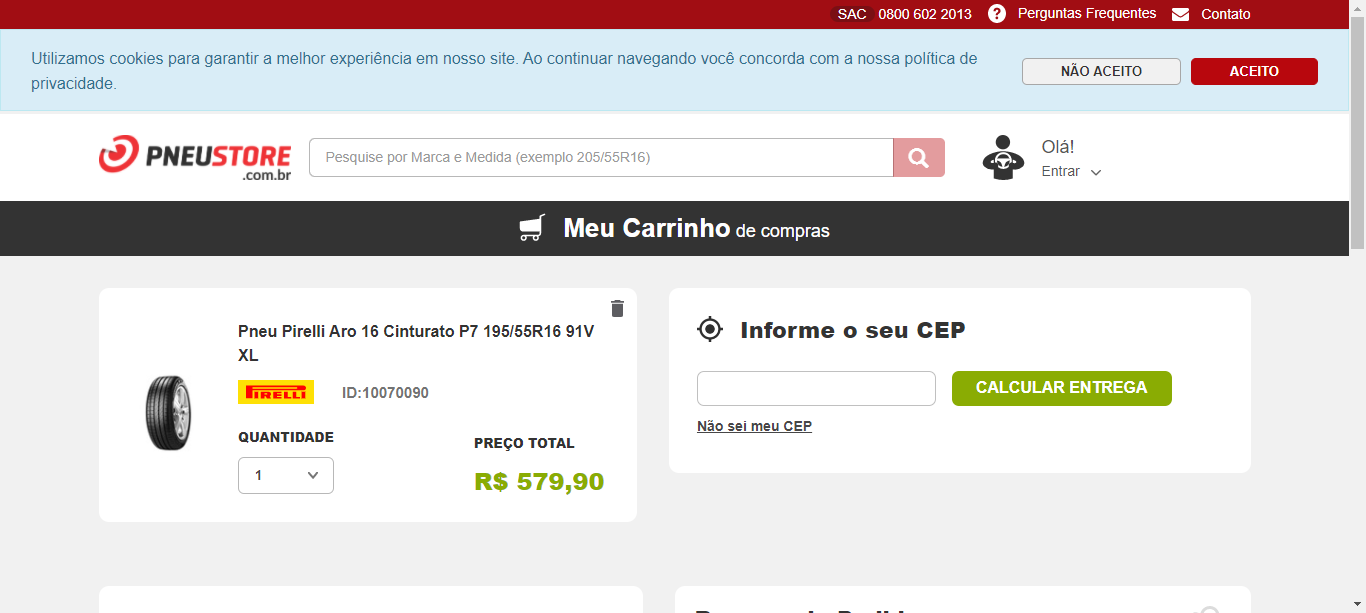 SAC 0800 602 2013 Perguntas Frequentes Contato
Utilizamos cookies para garantir a melhor experiência em nosso site. Ao continuar navegando você concorda com a nossa política de
privacidade.
NÃO ACEITO
ACEITO
PNEUSTORE
.com.br
Pesquise por Marca e Medida (exemplo 205/55R16)
Olá!
Entrar
Meu Carrinho de compras
Pneu Pirelli Aro 16 Cinturato P7 195/55R16 91V
XL
PIRELLI ID:10070090
QUANTIDADE
1
PREÇO TOTAL
R$ 579,90
Informe o seu CEP
CALCULAR ENTREGA
Não sei meu CEP